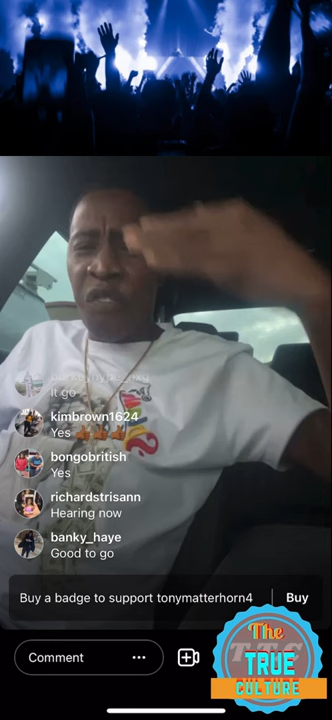 It go
kimbrown1624
Yes 👍🏾👍🏾👍🏾
bongobritish
Yes
richardstrisann
Hearing now
banky_haye
Good to go
Buy a badge to support tonymatterhorn4
Buy
Comment
The
TTC
TRUE
CULTURE